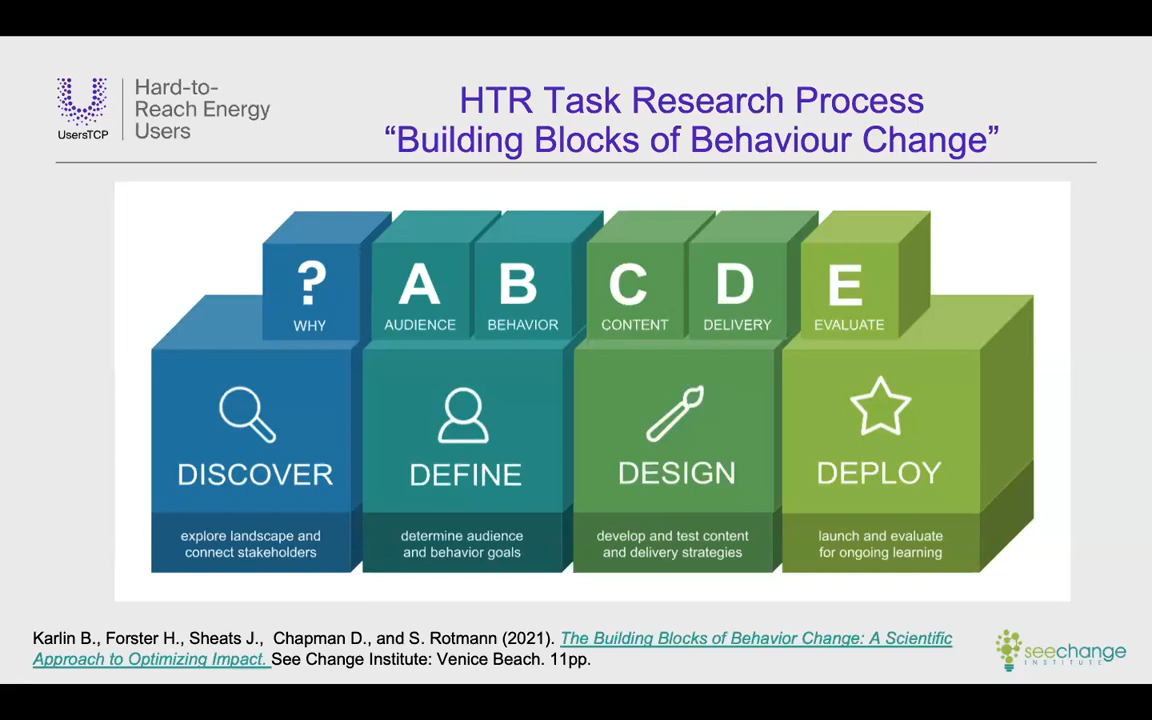 UsersTCP
Hard-to-
Reach Energy
Users
HTR Task Research Process
“Building Blocks of Behaviour Change”
?
WHY
A
AUDIENCE
B
BEHAVIOR
C
CONTENT
D
DELIVERY
E
EVALUATE
DISCOVER
explore landscape and
connect stakeholders
DEFINE
determine audience
and behavior goals
DESIGN
develop and test content
and delivery strategies
DEPLOY
launch and evaluate
for ongoing learning
Karlin B., Forster H., Sheats J., Chapman D., and S. Rotmann (2021). The Building Blocks of Behavior Change: A Scientific
Approach to Optimizing Impact. See Change Institute: Venice Beach. 11pp.
seechange
INSTITUTE